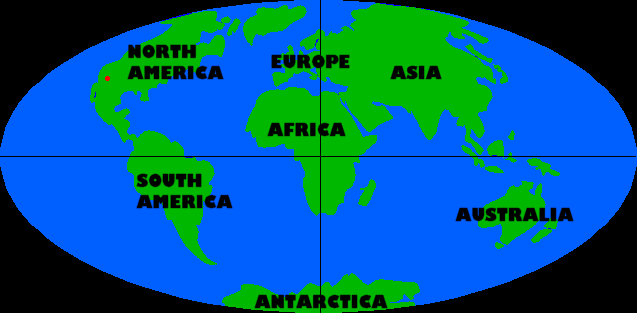 NORTH
AMERICA
EUROPE
ASIA
AFRICA
SOUTH
AMERICA
AUSTRALIA
ANTARCTICA